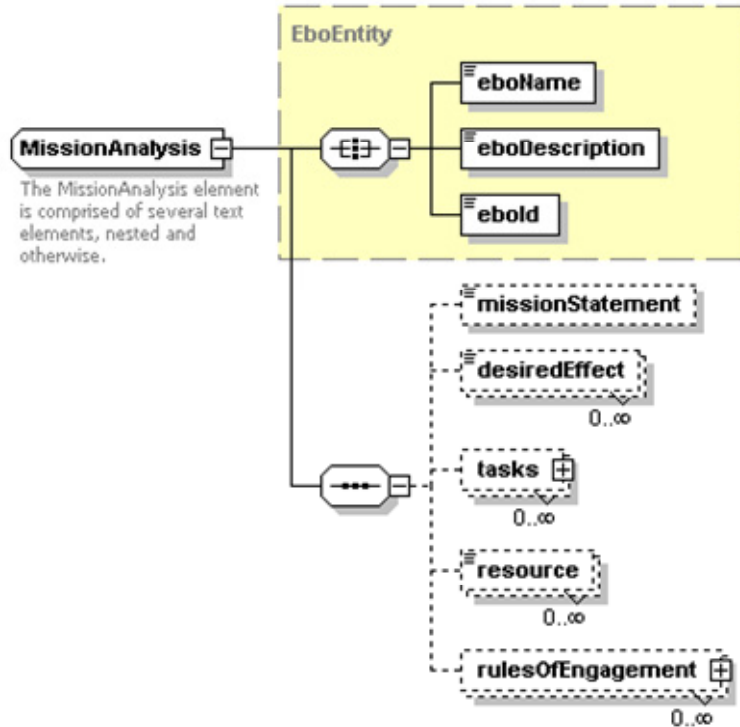 EboEntity
eboName
MissionAnalysis
eboDescription
The MissionAnalysis element
is comprised of several text
elements, nested and
otherwise.
eboId
missionStatement
desiredEffect
0..∞
tasks
0..∞
resource
0..∞
rulesOfEngagement
0..∞